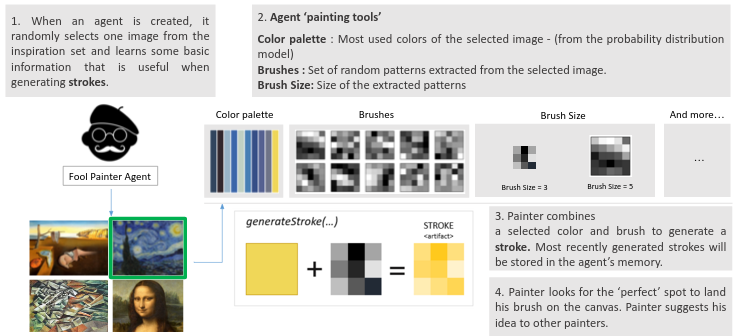 1. When an agent is created, it
randomly selects one image from the
inspiration set and learns some basic
information that is useful when
generating strokes.
2. Agent ‘painting tools’
Color palette : Most used colors of the selected image - (from the probability distribution
model)
Brushes : Set of random patterns extracted from the selected image.
Brush Size: Size of the extracted patterns
Color palette
Brushes
Brush Size
And more…
Brush Size = 3
Brush Size = 5
…
Fool Painter Agent
generateStroke(…)
STROKE
<artifact>
+
=
3. Painter combines
a selected color and brush to generate a
stroke. Most recently generated strokes will
be stored in the agent’s memory.
4. Painter looks for the ‘perfect’ spot to land
his brush on the canvas. Painter suggests his
idea to other painters.